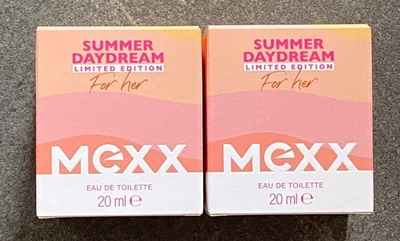 SUMMER
DAYDREAM
LIMITED EDITION
For her
mexx
EAU DE TOILETTE
20 ml ℮
SUMMER
DAYDREAM
LIMITED EDITION
For her
mexx
EAU DE TOILETTE
20 ml ℮